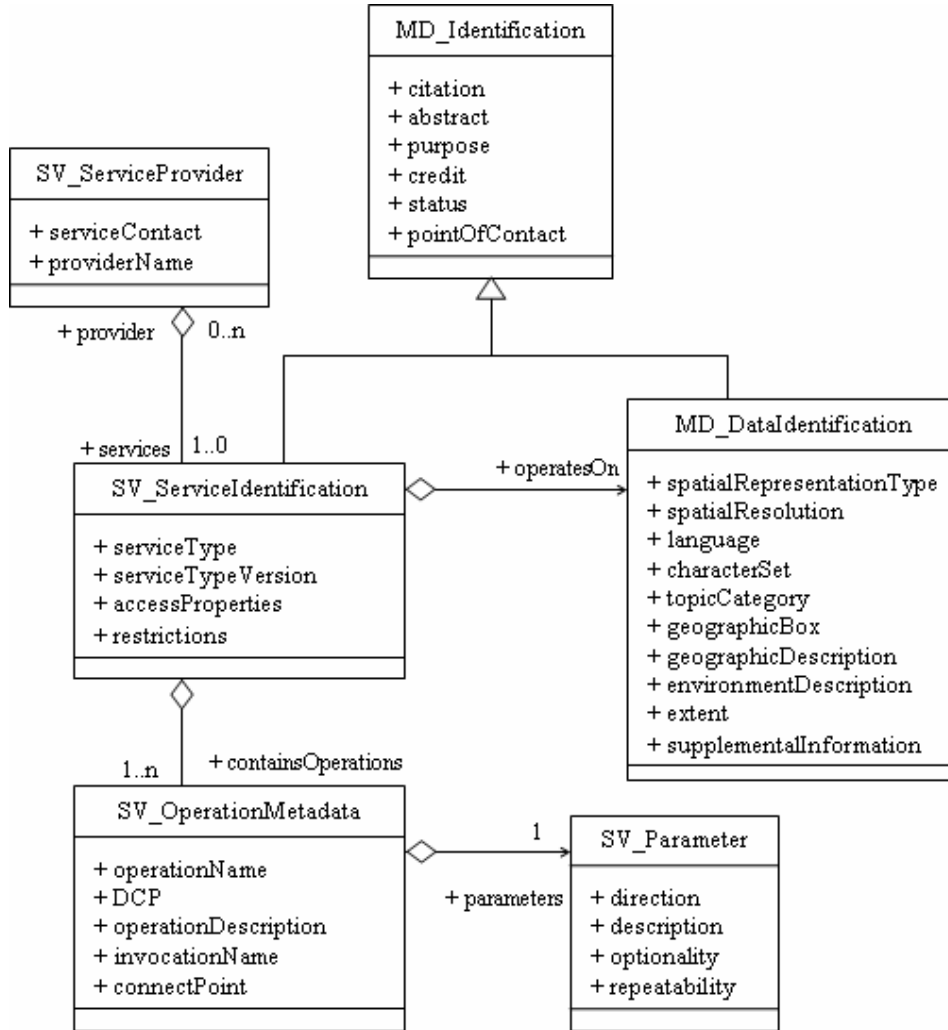 MD_Identification
+ citation
+ abstract
+ purpose
+ credit
+ status
+ pointOfContact
SV_ServiceProvider
+ serviceContact
+ providerName
+ provider
0..n
+ services
1..0
SV_ServiceIdentification
+ serviceType
+ serviceTypeVersion
+ accessProperties
+ restrictions
+ operatesOn
MD_DataIdentification
+ spatialRepresentationType
+ spatialResolution
+ language
+ characterSet
+ topicCategory
+ geographicBox
+ geographicDescription
+ environmentDescription
+ extent
+ supplementalInformation
1..n
+ containsOperations
SV_OperationMetadata
+ operationName
+ DCP
+ operationDescription
+ invocationName
+ connectPoint
1
+ parameters
SV_Parameter
+ direction
+ description
+ optionality
+ repeatability